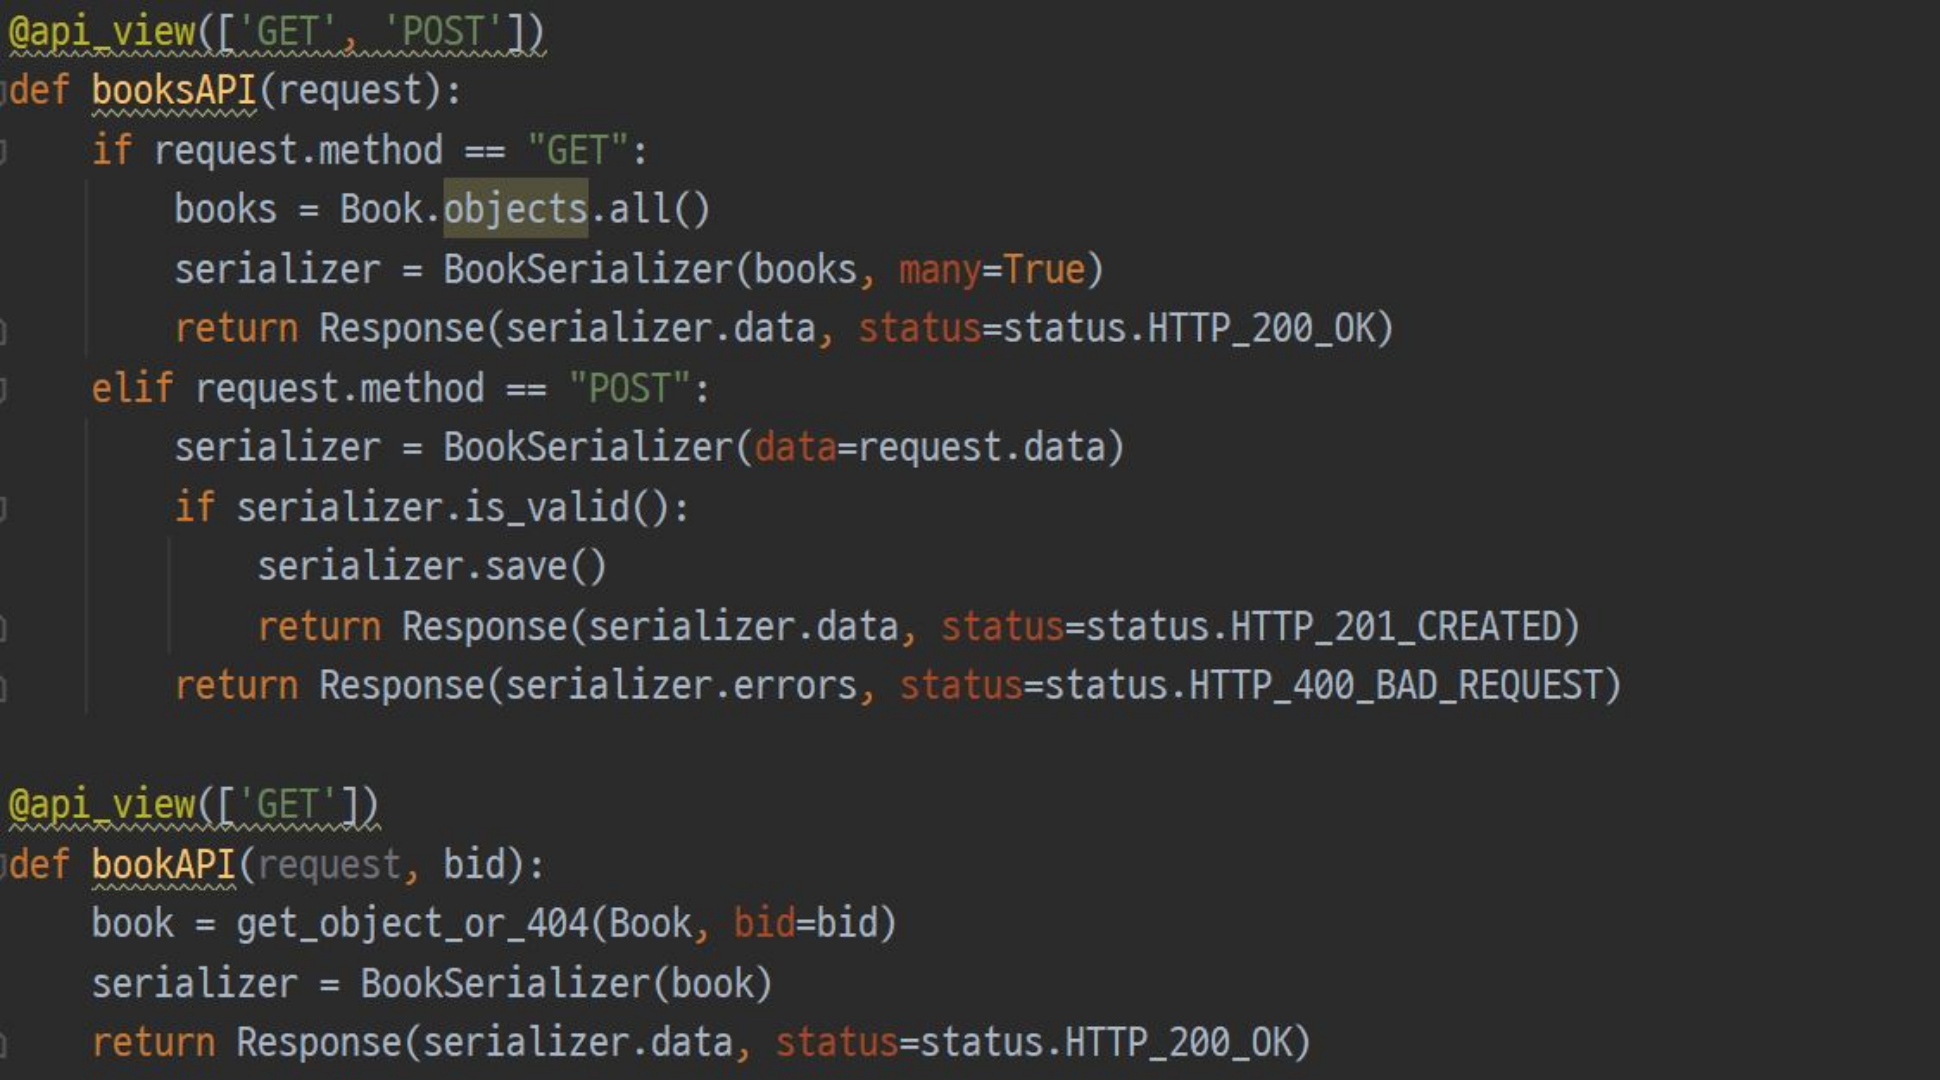 @api_view(['GET', 'POST'])
def booksAPI(request):
    if request.method == "GET":
        books = Book.objects.all()
        serializer = BookSerializer(books, many=True)
        return Response(serializer.data, status=status.HTTP_200_OK)
    elif request.method == "POST":
        serializer = BookSerializer(data=request.data)
        if serializer.is_valid():
            serializer.save()
            return Response(serializer.data, status=status.HTTP_201_CREATED)
        return Response(serializer.errors, status=status.HTTP_400_BAD_REQUEST)

@api_view(['GET'])
def bookAPI(request, bid):
    book = get_object_or_404(Book, bid=bid)
    serializer = BookSerializer(book)
    return Response(serializer.data, status=status.HTTP_200_OK)